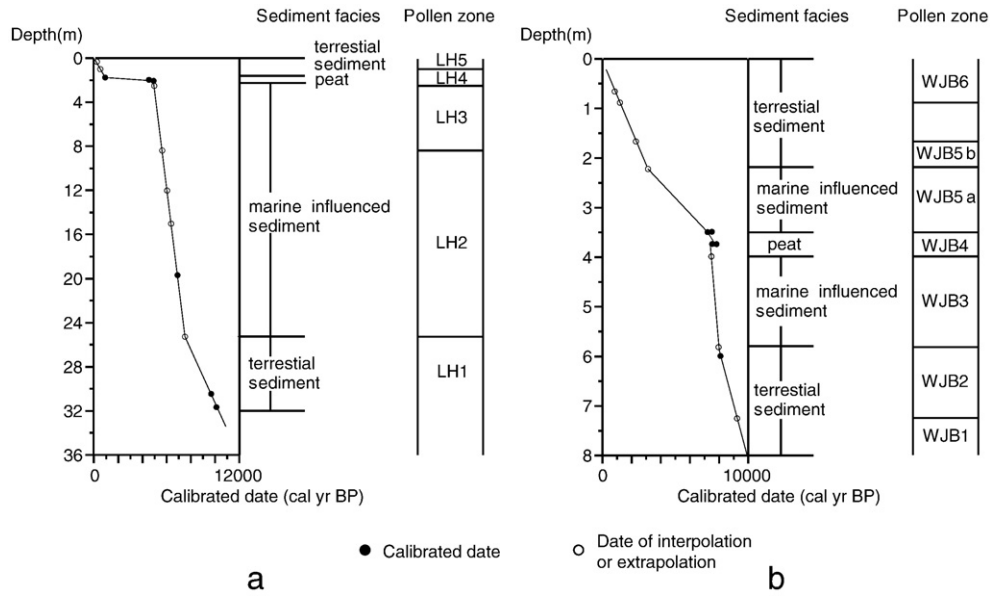 Sediment facies
Pollen zone
Depth(m)
0
4
8
12
16
20
24
28
32
36
0
12000
Calibrated date (cal yr BP)
terrestial
sediment
peat
marine influenced
sediment
terrestial
sediment
LH5
LH4
LH3
LH2
LH1
Sediment facies
Pollen zone
Depth(m)
0
1
2
3
4
5
6
7
8
0
10000
Calibrated date (cal yr BP)
terrestial
sediment
marine influenced
sediment
peat
marine influenced
sediment
terrestial
sediment
WJB6
WJB5 b
WJB5 a
WJB4
WJB3
WJB2
WJB1
Calibrated date
Date of interpolation
or extrapolation
a
b